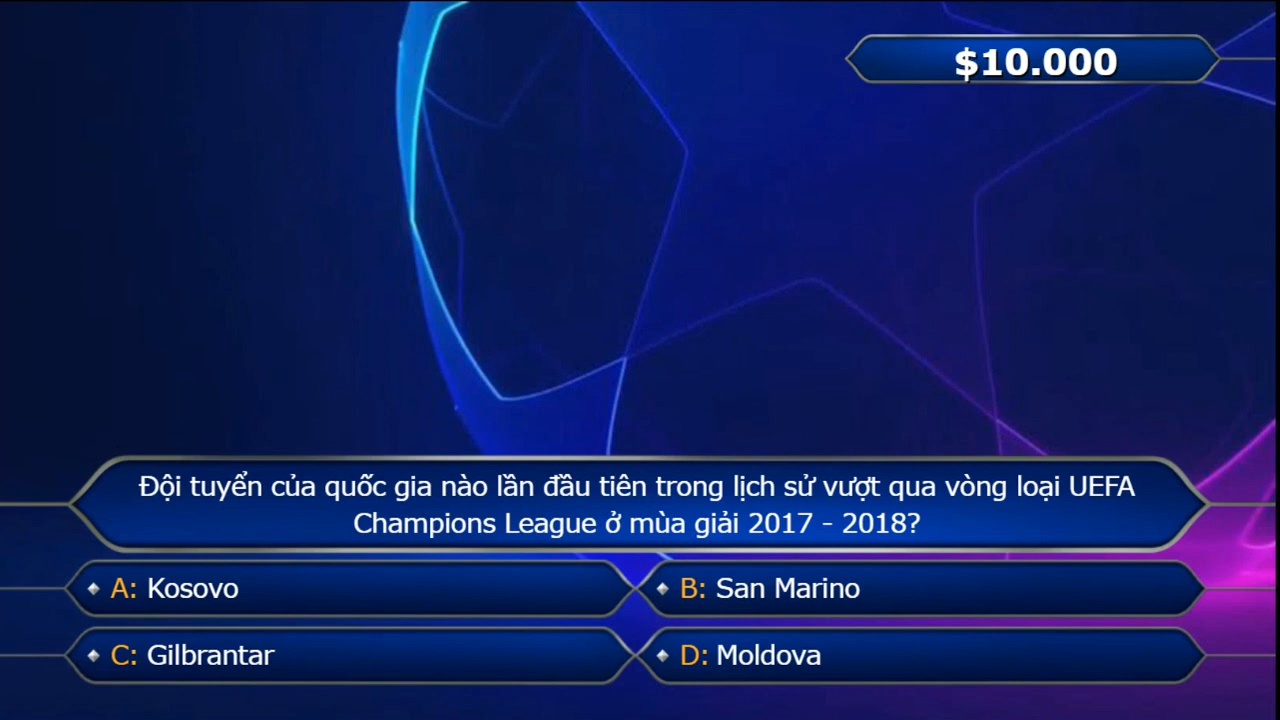 $10.000
Đội tuyển của quốc gia nào lần đầu tiên trong lịch sử vượt qua vòng loại UEFA
Champions League ở mùa giải 2017 - 2018?
A: Kosovo
B: San Marino
C: Gilbrantar
D: Moldova